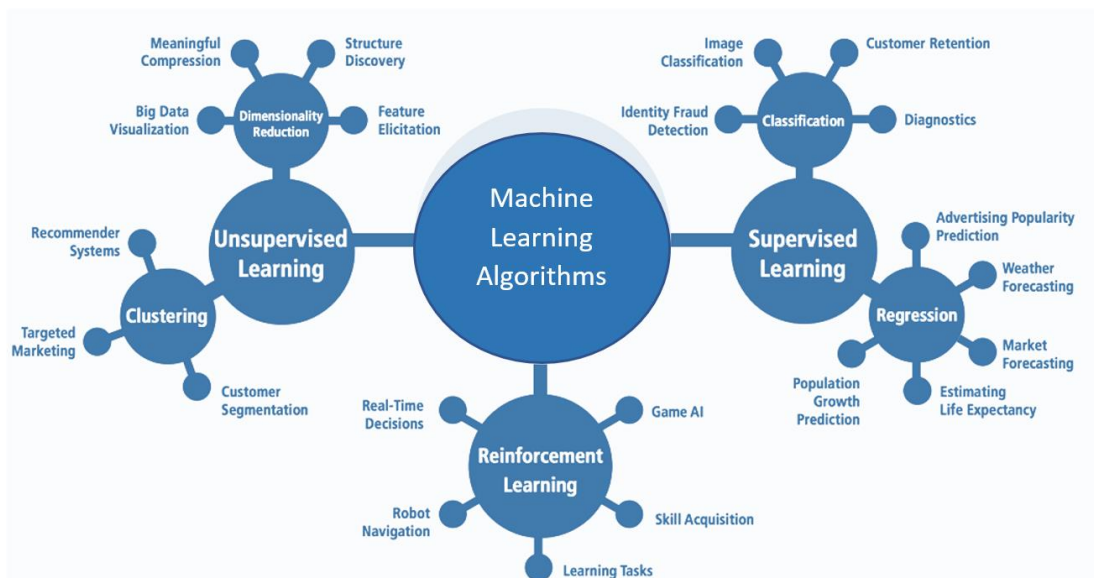 Machine
Learning
Algorithms
Unsupervised
Learning
Dimensionality
Reduction
Meaningful
Compression
Structure
Discovery
Big Data
Visualization
Feature
Elicitation
Clustering
Recommender
Systems
Targeted
Marketing
Customer
Segmentation
Supervised
Learning
Classification
Image
Classification
Customer Retention
Identity Fraud
Detection
Diagnostics
Regression
Advertising Popularity
Prediction
Weather
Forecasting
Market
Forecasting
Estimating
Life Expectancy
Population
Growth
Prediction
Reinforcement
Learning
Real-Time
Decisions
Game AI
Robot
Navigation
Skill Acquisition
Learning Tasks